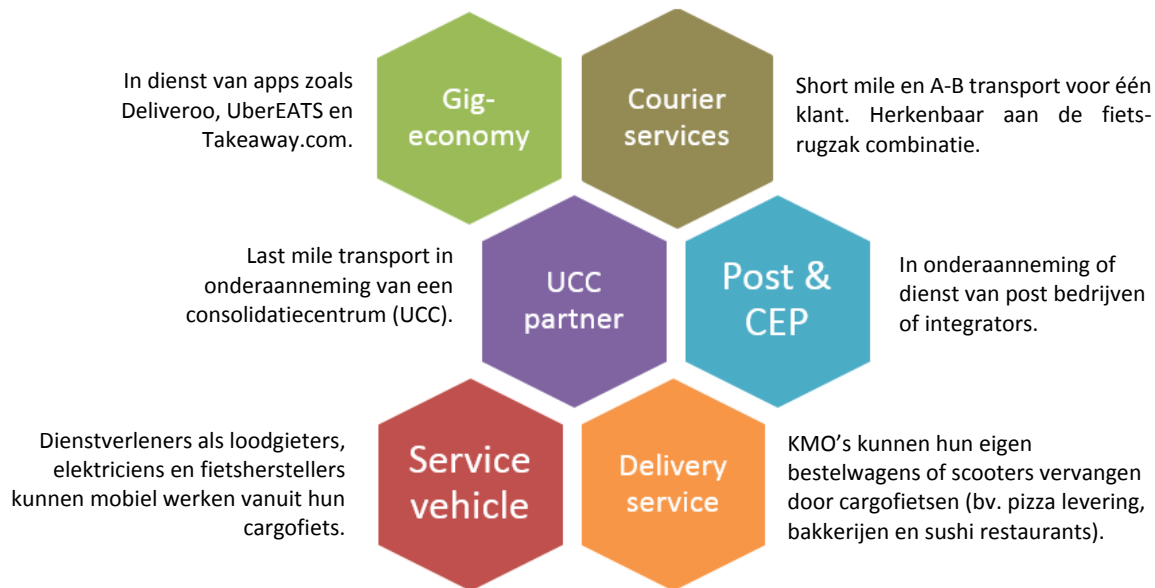 In dienst van apps zoals
Deliveroo, UberEATS en
Takeaway.com.
Gig-
economy
Courier
services
Short mile en A-B transport voor één
klant. Herkenbaar aan de fiets-
rugzak combinatie.
Last mile transport in
onderaanneming van een
consolidatiecentrum (UCC).
UCC
partner
Post &
CEP
In onderaanneming of
dienst van post bedrijven
of integrators.
Dienstverleners als loodgieters,
elektriciens en fietsherstellers
kunnen mobiel werken vanuit hun
cargofiets.
Service
vehicle
Delivery
service
KMO’s kunnen hun eigen
bestelwagens of scooters vervangen
door cargofietsen (bv. pizza levering,
bakkerijen en sushi restaurants).